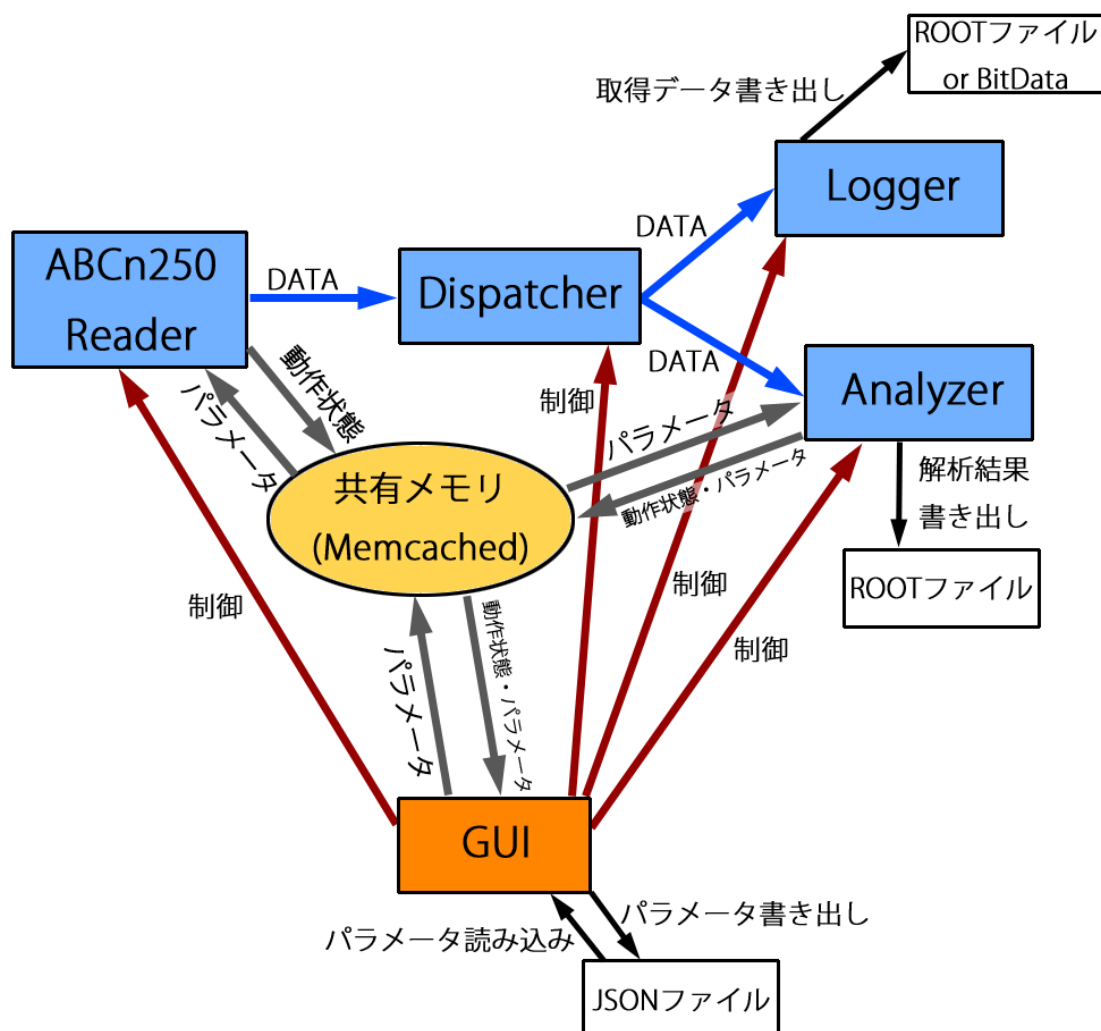 ROOTファイル
or BitData
取得データ書き出し
Logger
ABCn250
Reader
DATA
Dispatcher
DATA
DATA
Analyzer
動作状態
パラメータ
制御
パラメータ
動作状態・パラメータ
解析結果
書き出し
共有メモリ
(Memcached)
ROOTファイル
制御
制御
制御
パラメータ
動作状態・パラメータ
GUI
パラメータ書き出し
パラメータ読み込み
JSONファイル